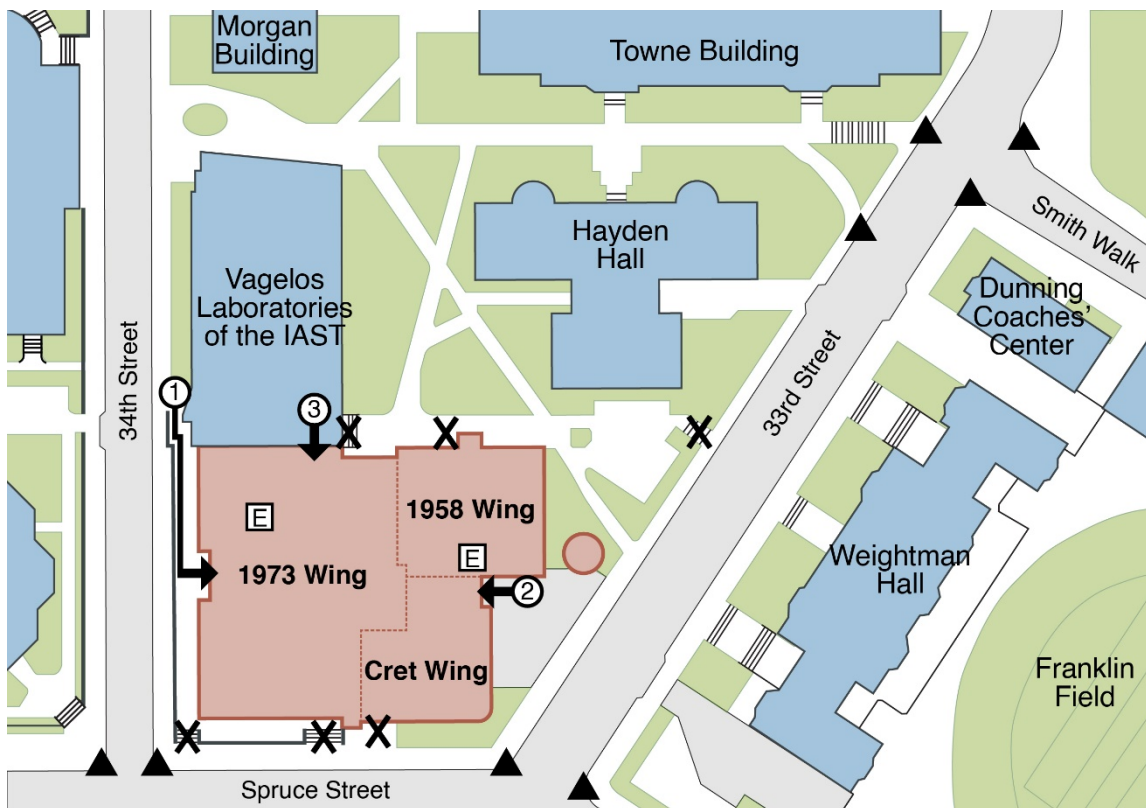 Morgan
Building
Towne Building
Hayden
Hall
Smith Walk
Vagelos
Laboratories
of the IAST
Dunning
Coaches'
Center
34th Street
33rd Street
1
3
E
1958 Wing
E
1973 Wing
2
Weightman
Hall
Cret Wing
Franklin
Field
Spruce Street